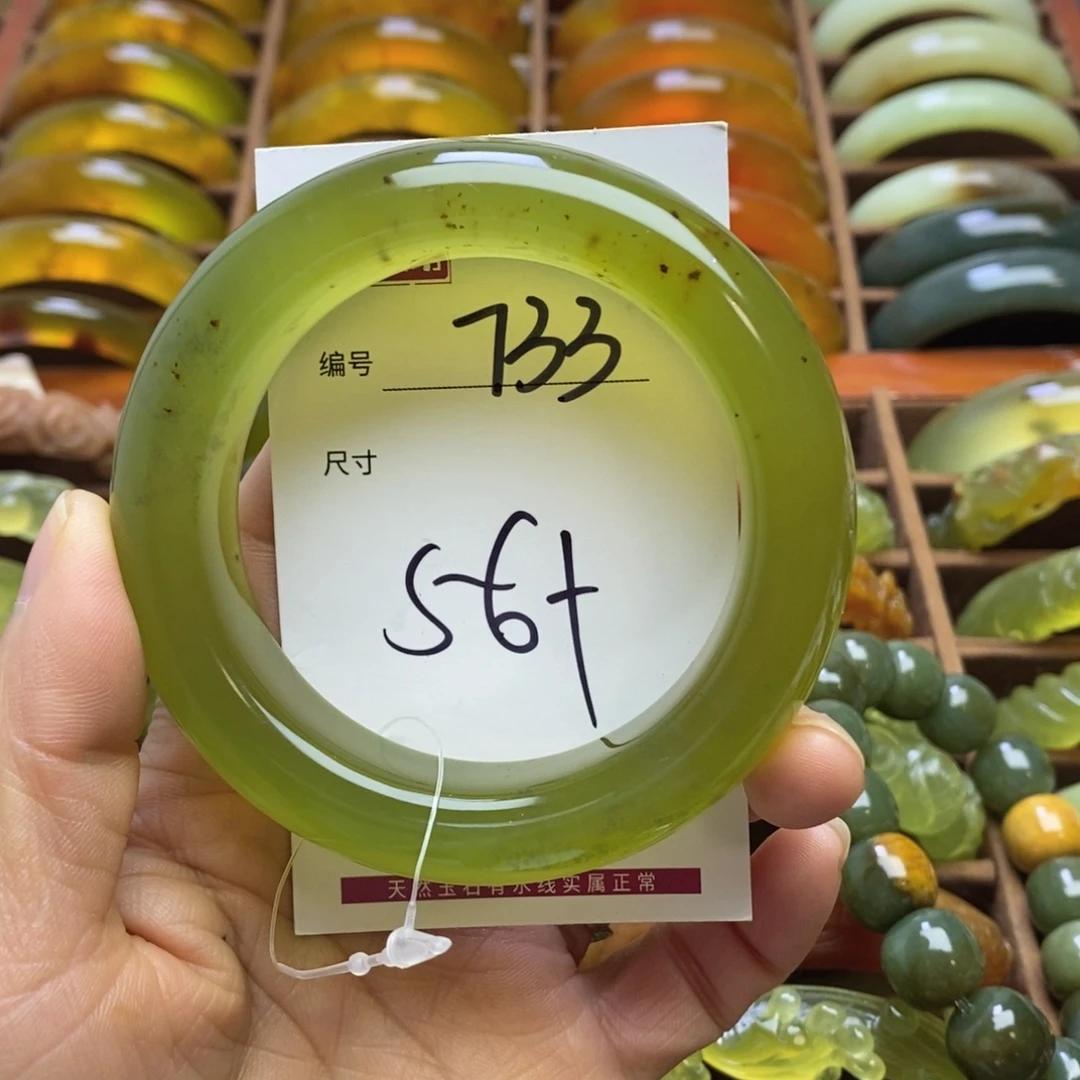 编号 733
尺寸
56+
天然玉石有水线实属正常